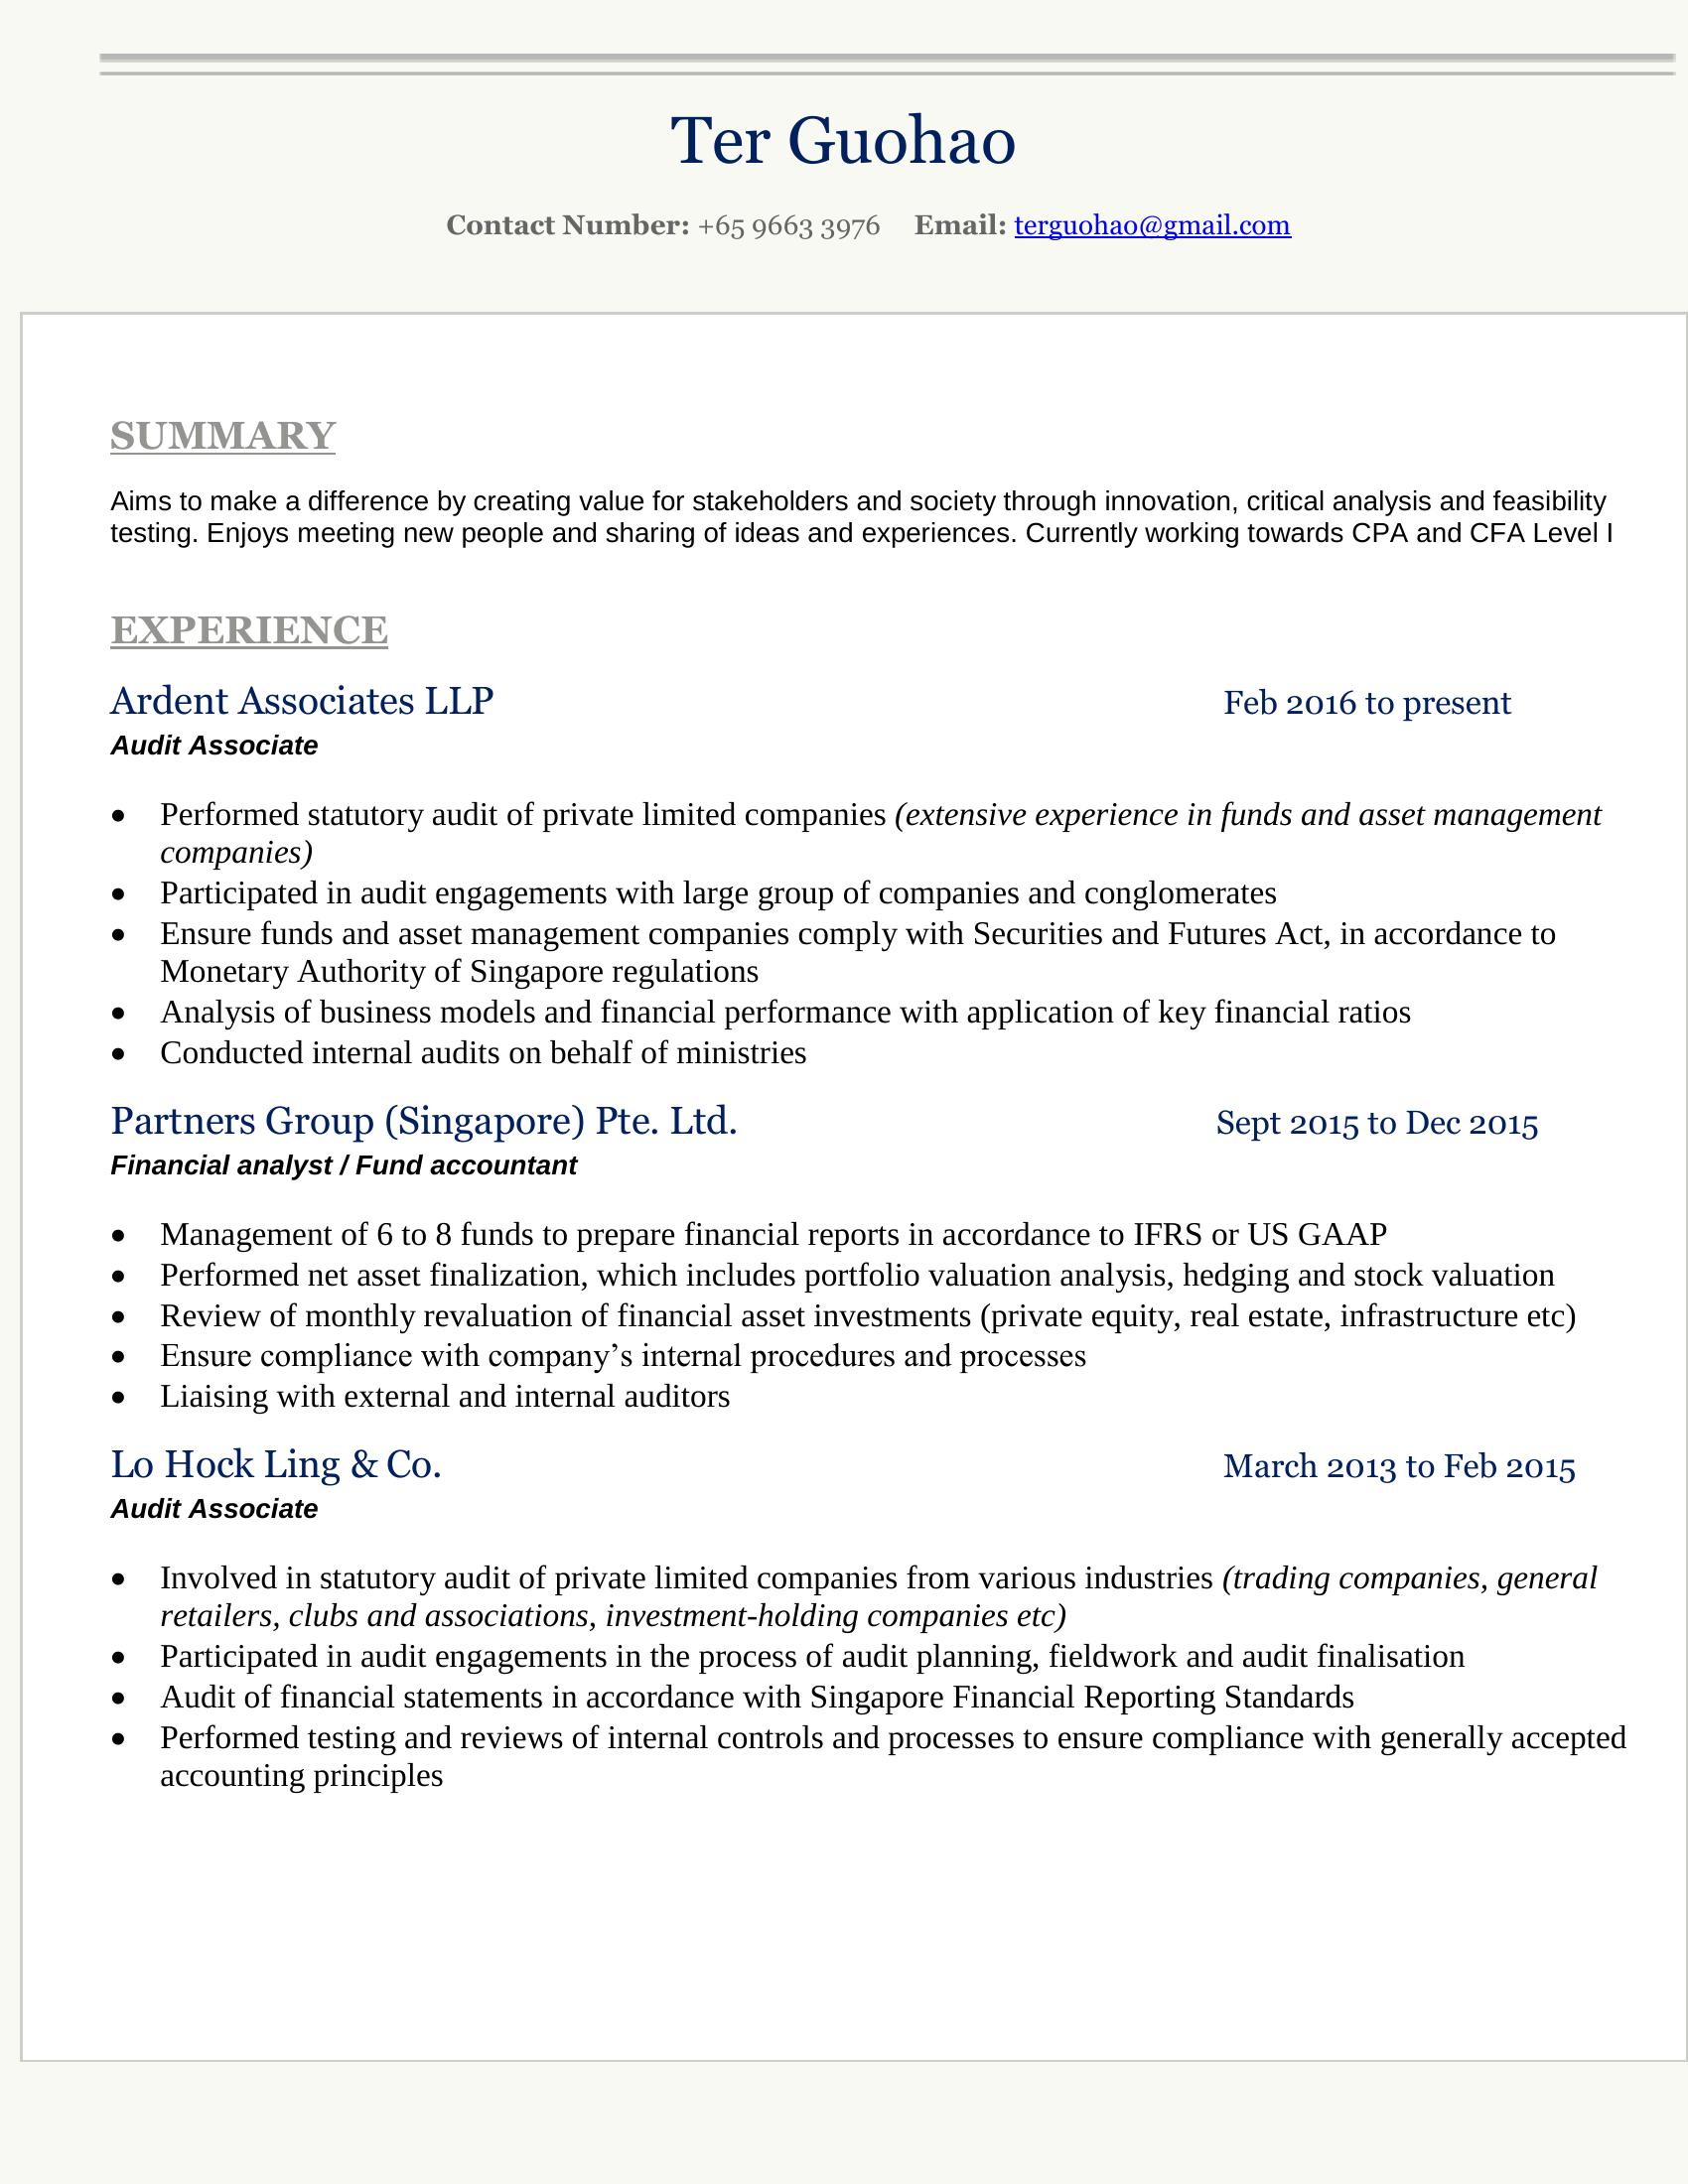 Ter Guohao
Contact Number: +65 9663 3976 Email: terguohao@gmail.com
SUMMARY
Aims to make a difference by creating value for stakeholders and society through innovation, critical analysis and feasibility
testing. Enjoys meeting new people and sharing of ideas and experiences. Currently working towards CPA and CFA Level I
EXPERIENCE
Ardent Associates LLP Feb 2016 to present
Audit Associate
• Performed statutory audit of private limited companies (extensive experience in funds and asset management
companies)
• Participated in audit engagements with large group of companies and conglomerates
• Ensure funds and asset management companies comply with Securities and Futures Act, in accordance to
Monetary Authority of Singapore regulations
• Analysis of business models and financial performance with application of key financial ratios
• Conducted internal audits on behalf of ministries
Partners Group (Singapore) Pte. Ltd. Sept 2015 to Dec 2015
Financial analyst / Fund accountant
• Management of 6 to 8 funds to prepare financial reports in accordance to IFRS or US GAAP
• Performed net asset finalization, which includes portfolio valuation analysis, hedging and stock valuation
• Review of monthly revaluation of financial asset investments (private equity, real estate, infrastructure etc)
• Ensure compliance with company’s internal procedures and processes
• Liaising with external and internal auditors
Lo Hock Ling & Co. March 2013 to Feb 2015
Audit Associate
• Involved in statutory audit of private limited companies from various industries (trading companies, general
retailers, clubs and associations, investment-holding companies etc)
• Participated in audit engagements in the process of audit planning, fieldwork and audit finalisation
• Audit of financial statements in accordance with Singapore Financial Reporting Standards
• Performed testing and reviews of internal controls and processes to ensure compliance with generally accepted
accounting principles